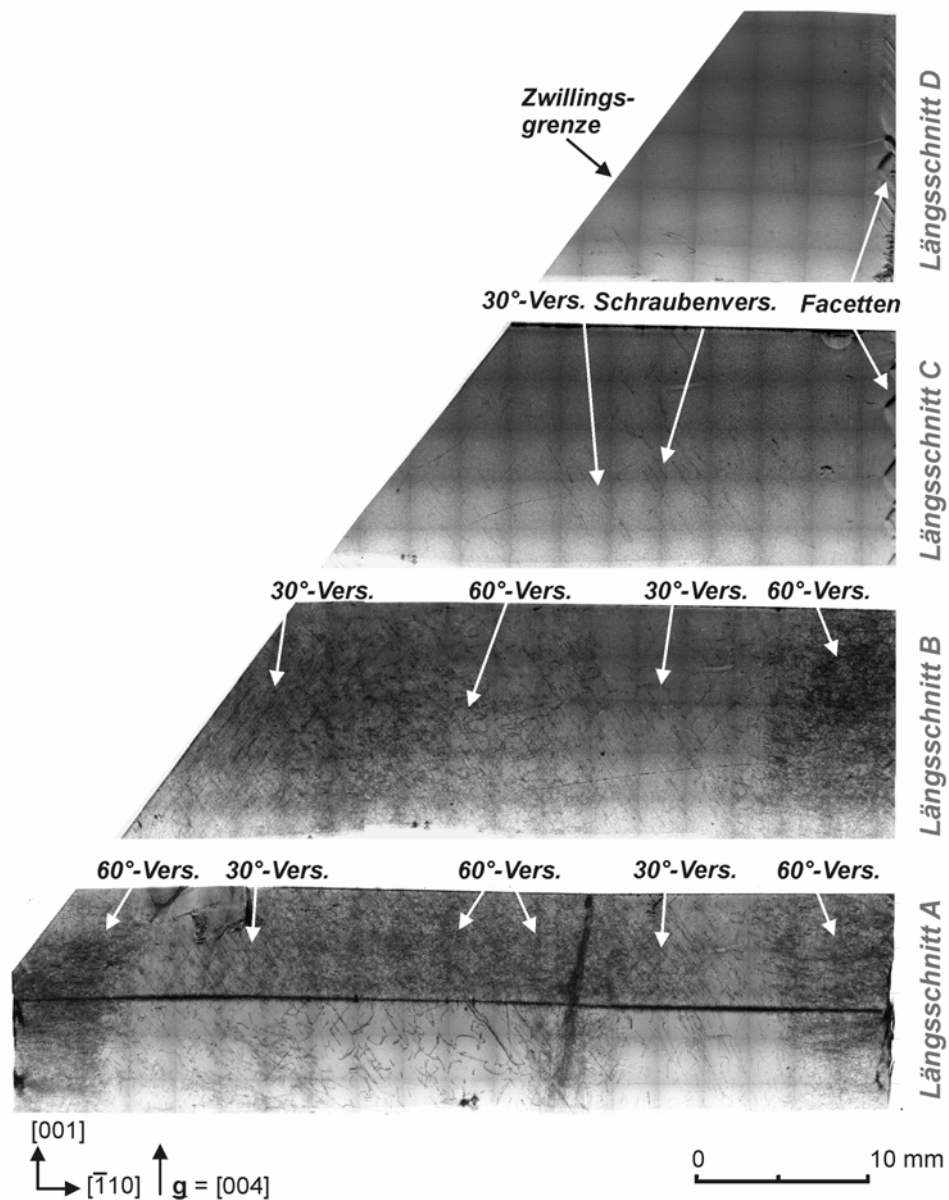 Zwillings-
grenze
Längsschnitt D
30°-Vers. Schraubenvers. Facetten
Längsschnitt C
30°-Vers. 60°-Vers. 30°-Vers. 60°-Vers.
Längsschnitt B
60°-Vers. 30°-Vers. 60°-Vers. 30°-Vers. 60°-Vers.
Längsschnitt A
[001]
[1̅10] g = [004]
0 10 mm